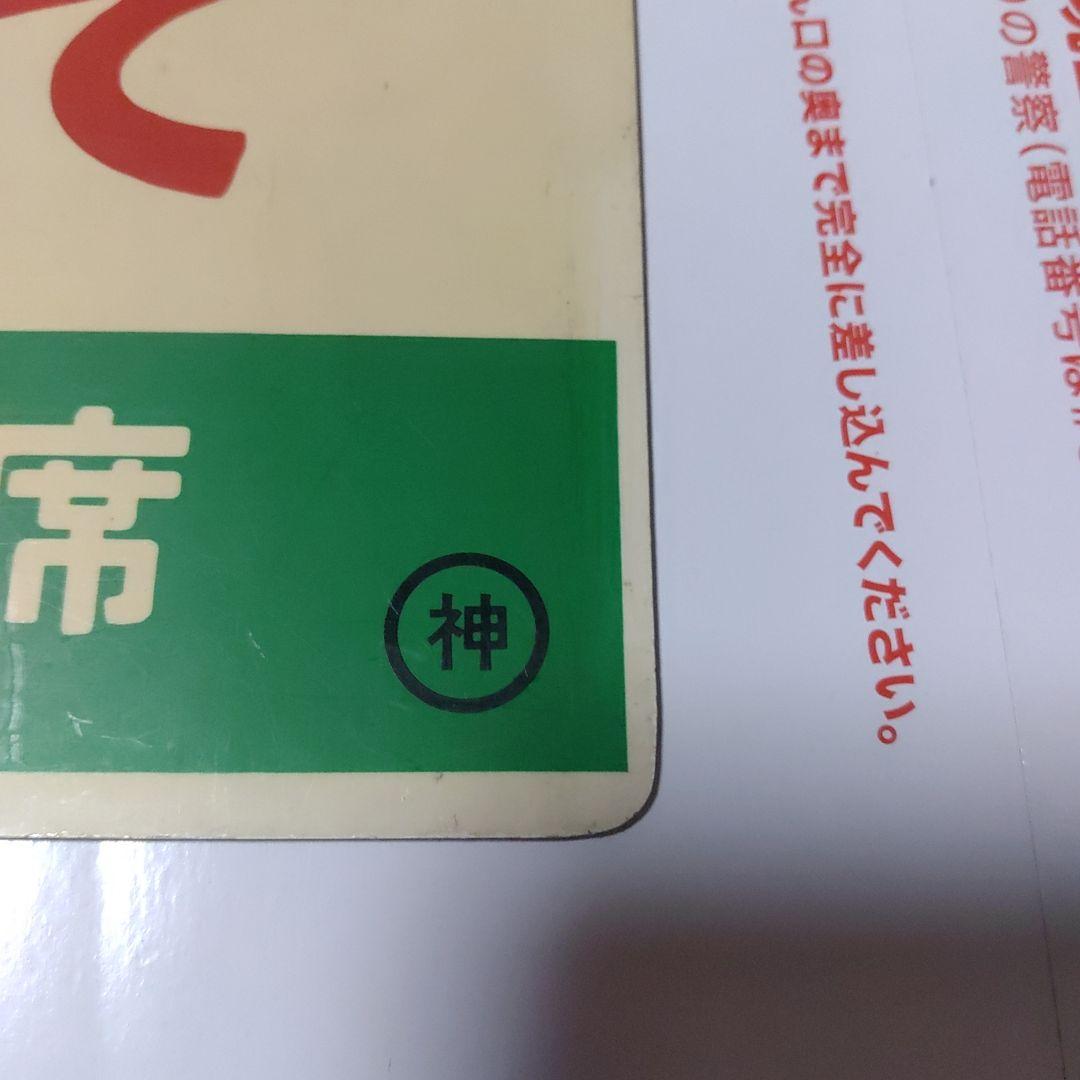 席
神
口の奥まで完全に差し込んでください。
の警察(電話番号は